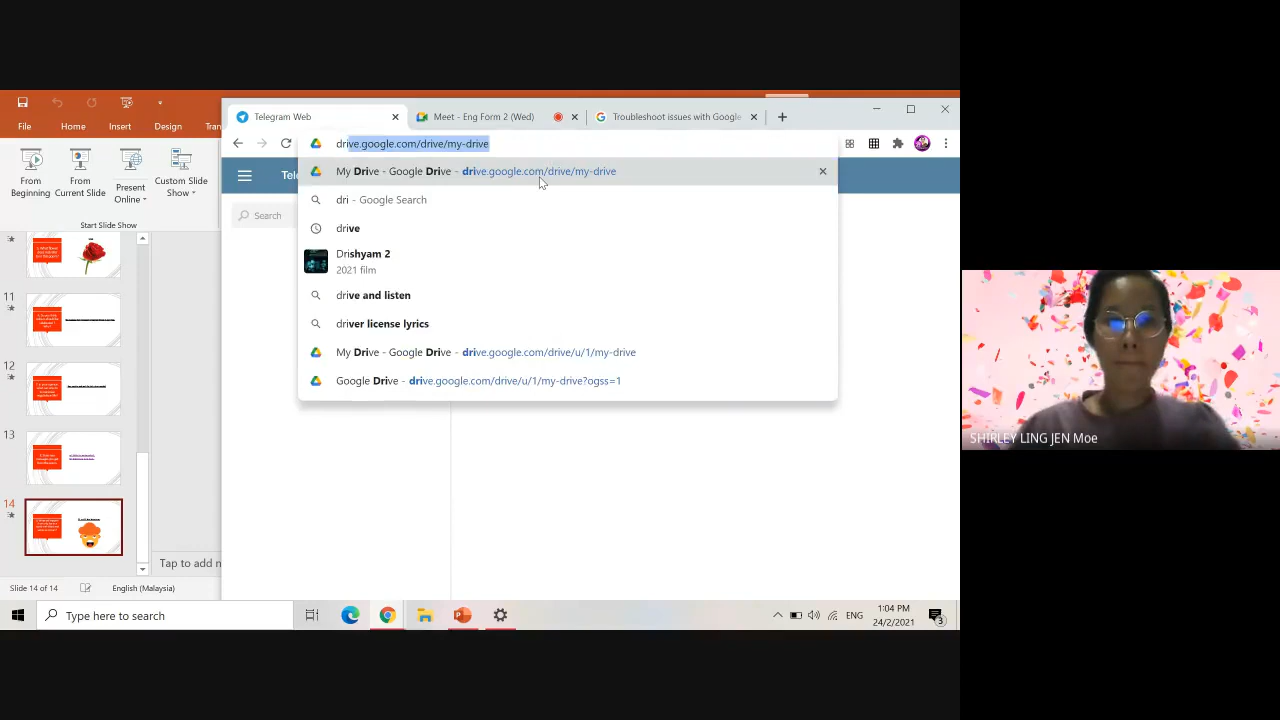 File Home Insert Design Tran
From Beginning
From Current Slide
Present Online
Custom Slide Show
Start Slide Show
11
12
13
14
Slide 14 of 14
English (Malaysia)
Tap to add n
Telegram Web
Meet - Eng Form 2 (Wed)
Troubleshoot issues with Google
drive.google.com/drive/my-drive
Tele
Search
My Drive - Google Drive - drive.google.com/drive/my-drive
dri - Google Search
drive
Drishyam 2
2021 film
drive and listen
driver license lyrics
My Drive - Google Drive - drive.google.com/drive/u/1/my-drive
Google Drive - drive.google.com/drive/u/1/my-drive?ogss=1
Type here to search
ENG
1:04 PM
24/2/2021
3
SHIRLEY LING JEN Moe